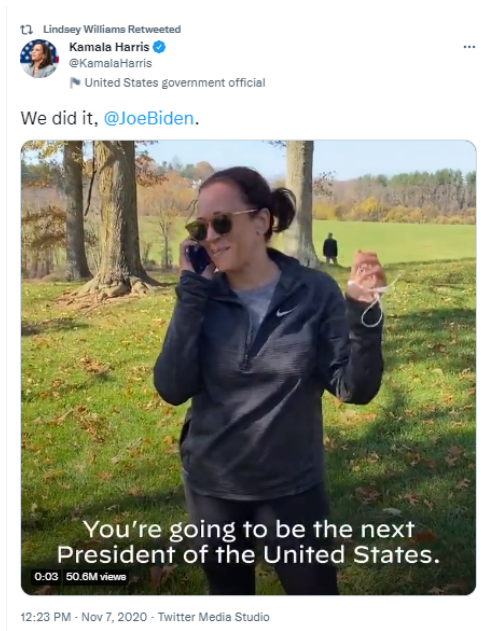 Lindsey Williams Retweeted
Kamala Harris
@KamalaHarris
United States government official
We did it, @JoeBiden.
You're going to be the next
President of the United States.
0:03 50.6M views
12:23 PM · Nov 7, 2020 · Twitter Media Studio